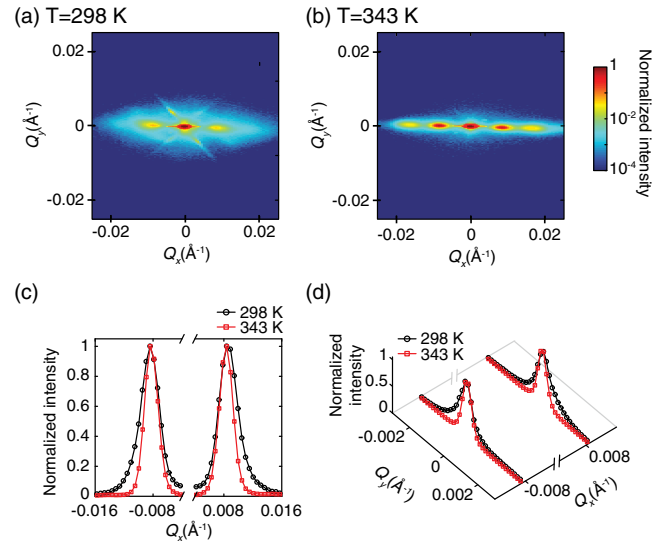 (a) T=298 K
(b) T=343 K
0.02
0
-0.02
Qy(Å-1)
-0.02
0
0.02
Qx(Å-1)
0.02
0
-0.02
-0.02
0
0.02
Qx(Å-1)
1
10-2
10-4
Normalized intensity
(c)
298 K
343 K
1
0.8
0.6
0.4
0.2
0
Normalized intensity
-0.016
-0.008
0.008
0.016
Qx(Å-1)
(d)
298 K
343 K
1
0.5
0
Normalized
intensity
-0.002
0
0.002
Qy(Å-1)
-0.008
0.008
Qx(Å-1)